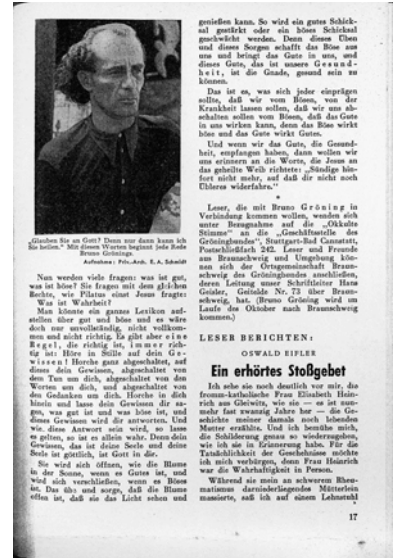 „Glauben Sie an Gott? Denn nur dann kann ich
Sie heilen.“ Mit diesen Worten beginnt jede Rede
Bruno Grönings.
Aufnahme: Priv.-Arch. E. A. Schmidt
Nun werden viele fragen: was ist gut,
was ist böse? Sie fragen mit dem gleichen
Rechte, wie Pilatus einst Jesus fragte:
Was ist Wahrheit?
Man könnte ein ganzes Lexikon auf-
stellen über gut und böse und es wäre
doch nur unvollständig, nicht vollkom-
men und nicht richtig. Es gibt aber eine
Regel, die richtig ist, immer rich-
tig ist: Höre in Stille auf dein Ge-
wissen! Horche ganz abgeschaltet, auf
dieses dein Gewissen, abgeschaltet von
dem Tun um dich, abgeschaltet von den
Worten um dich, und abgeschaltet von
den Gedanken um dich. Horche in dich
hinein und lasse dein Gewissen dir sa-
gen, was gut ist und was böse ist, und
dieses Gewissen wird dir antworten. Und
wie diese Antwort sein wird, so lasse
es gelten, so ist es allein wahr. Denn dein
Gewissen, das ist deine Seele und deine
Seele ist göttlich, ist Gott in dir.
Sie wird sich öffnen, wie die Blume
in der Sonne, wenn es Gutes ist, und
wird sich verschließen, wenn es Böses
ist. Das übe und sorge, daß die Blume
offen ist, daß sie das Licht sehen und
genießen kann. So wird ein gutes Schick-
sal gestärkt oder ein böses Schicksal
geschwächt werden. Denn dieses Üben
und dieses Sorgen schafft das Böse aus
uns und bringt das Gute in uns, und
dieses Gute, das ist unsere Gesund-
heit, ist die Gnade, gesund sein zu
können.
Das ist es, was sich jeder einprägen
sollte, daß wir vom Bösen, von der
Krankheit lassen sollen, daß wir uns ab-
schalten sollen vom Bösen, daß das Gute
in uns wirken kann, denn das Böse wirkt
böse und das Gute wirkt Gutes.
Und wenn wir das Gute, die Gesund-
heit, empfangen haben, dann wollen wir
uns erinnern an die Worte, die Jesus an
das geheilte Weib richtete: „Sündige hin-
fort nicht mehr, auf daß dir nicht noch
Übleres widerfahre.“
*
Leser, die mit Bruno Gröning in
Verbindung kommen wollen, wenden sich
unter Bezugnahme auf die „Okkulte
Stimme“ an die „Geschäftsstelle des
Gröningbundes“, Stuttgart-Bad Cannstatt,
Postschließfach 242. Leser und Freunde
aus Braunschweig und Umgebung kön-
nen sich der Ortsgemeinschaft Braun-
schweig des Gröningbundes anschließen,
deren Leitung unser Schriftleiter Hans
Geisler, Geitelde Nr. 73 über Braun-
schweig, hat. (Bruno Gröning wird im
Laufe des Oktober nach Braunschweig
kommen.)
LESER BERICHTEN:
OSWALD EIFLER
Ein erhörtes Stoßgebet
Ich sehe sie noch deutlich vor mir, die
fromm-katholische Frau Elisabeth Hein-
rich aus Gleiwitz, wie sie — es ist nun-
mehr fast zwanzig Jahre her — die Ge-
schichte meiner damals noch lebenden
Mutter erzählte. Und ich bemühe mich,
die Schilderung genau so wiederzugeben,
wie ich sie in Erinnerung habe. Für die
Tatsächlichkeit der Geschehnisse möchte
ich mich verbürgen, denn Frau Heinrich
war die Wahrhaftigkeit in Person.
Während sie mein an schwerem Rheu-
matismus darniederliegendes Mütterlein
massierte, saß ich auf einem Lehnstuhl
17